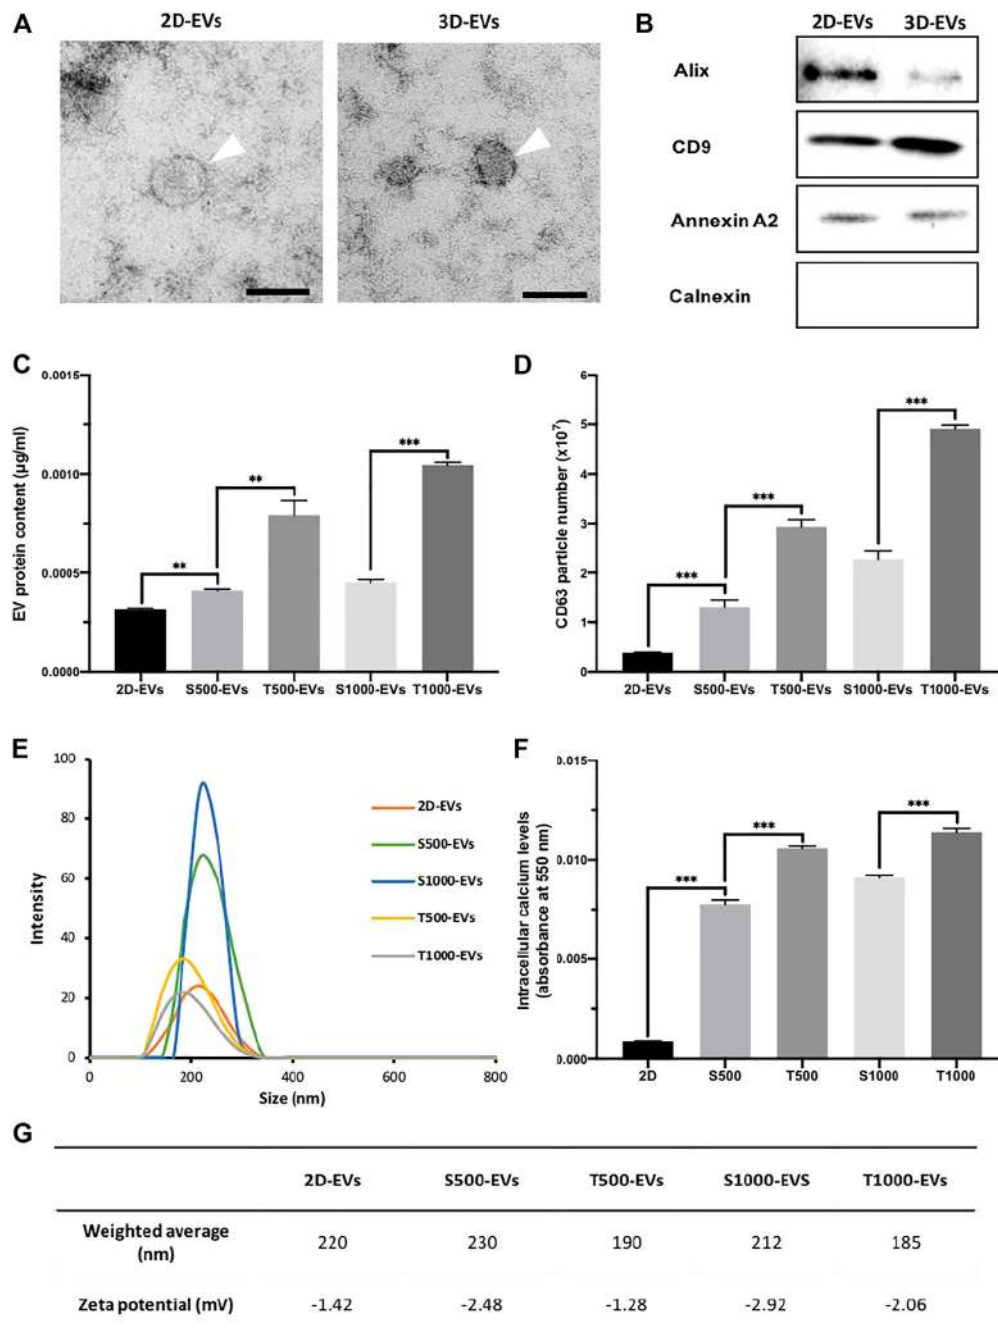 A
2D-EVs
3D-EVs
B
2D-EVs 3D-EVs
Alix
CD9
Annexin A2
Calnexin
C
EV protein content (µg/ml)
0.0015
0.0010
0.0005
0.0000
**
**
***
2D-EVs S500-EVs T500-EVs S1000-EVs T1000-EVs
D
CD63 particle number (x10⁷)
6
5
4
3
2
1
0
***
***
***
2D-EVs S500-EVs T500-EVs S1000-EVs T1000-EVs
E
Intensity
100
80
60
40
20
0
0 200 400 600 800
Size (nm)
2D-EVs
S500-EVs
S1000-EVs
T500-EVs
T1000-EVs
F
Intracellular calcium levels
(absorbance at 550 nm)
0.015
0.010
0.005
0.000
***
***
***
2D S500 T500 S1000 T1000
G
2D-EVs S500-EVs T500-EVs S1000-EVS T1000-EVs
Weighted average
(nm)
220 230 190 212 185
Zeta potential (mV) -1.42 -2.48 -1.28 -2.92 -2.06